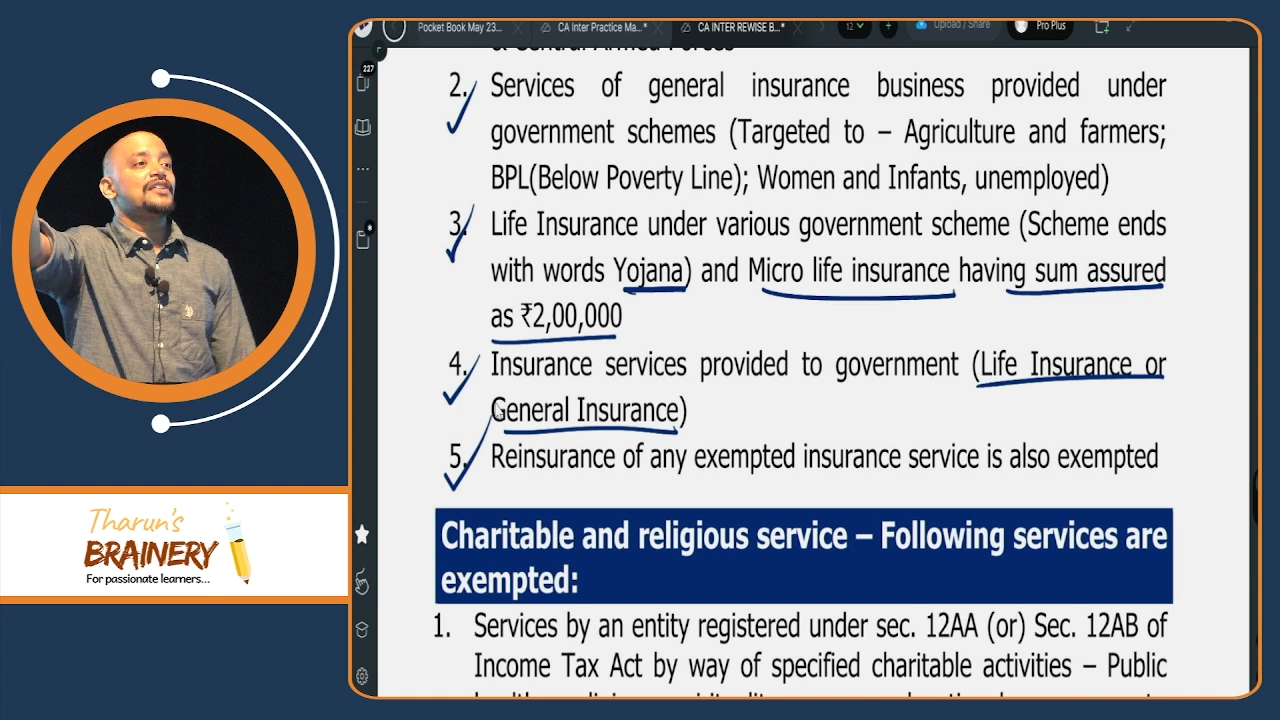 Pocket Book May 23...
CA Inter Practice Ma...*
CA INTER REWISE B...*
12
Upload / Share
Pro Plus
227
& Central Armed Forces
2. Services of general insurance business provided under
government schemes (Targeted to – Agriculture and farmers;
BPL(Below Poverty Line); Women and Infants, unemployed)
3. Life Insurance under various government scheme (Scheme ends
with words Yojana) and Micro life insurance having sum assured
as ₹2,00,000
4. Insurance services provided to government (Life Insurance or
General Insurance)
5. Reinsurance of any exempted insurance service is also exempted
Charitable and religious service – Following services are
exempted:
1. Services by an entity registered under sec. 12AA (or) Sec. 12AB of
Income Tax Act by way of specified charitable activities – Public
Tharun's
BRAINERY
For passionate learners...